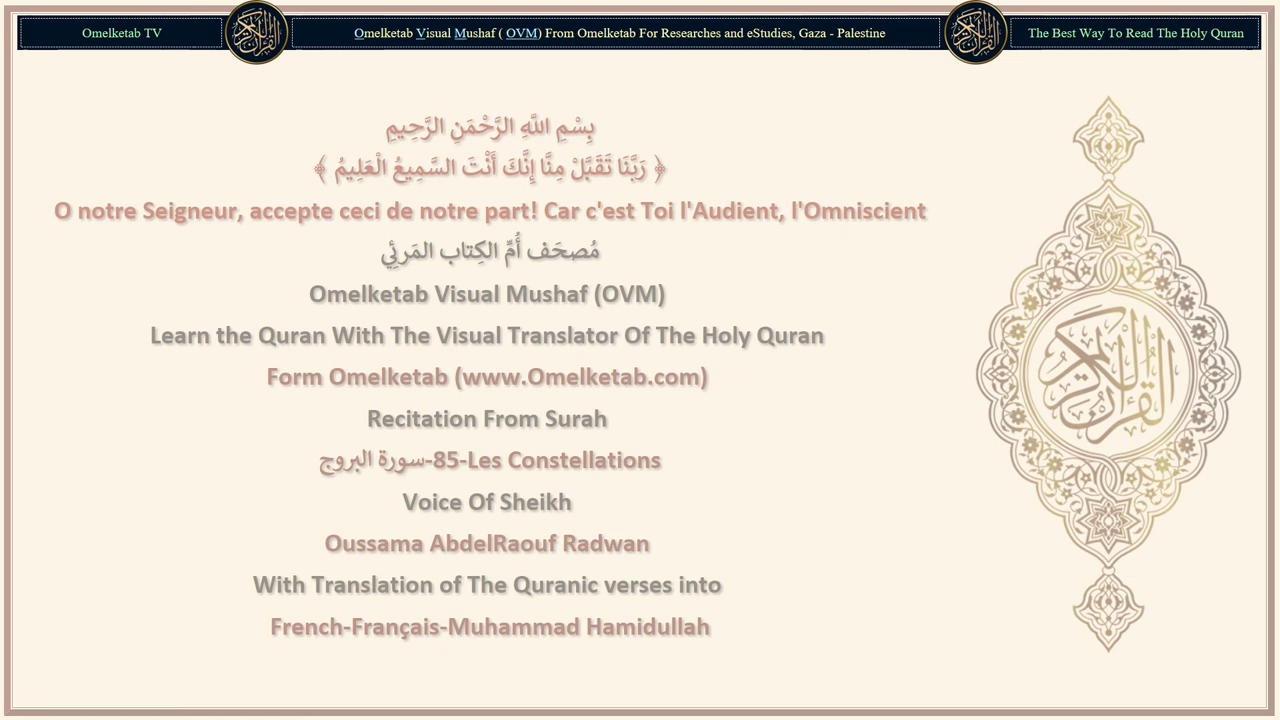 Omelketab TV
Omelketab Visual Mushaf ( OVM) From Omelketab For Researches and eStudies, Gaza - Palestine
The Best Way To Read The Holy Quran
بِسْمِ اللَّهِ الرَّحْمَنِ الرَّحِيمِ
﴿ رَبَّنَا تَقَبَّلْ مِنَّا إِنَّكَ أَنْتَ السَّمِيعُ الْعَلِيمُ ﴾
O notre Seigneur, accepte ceci de notre part! Car c'est Toi l'Audient, l'Omniscient
مُصحَف أُمِّ الكِتاب المَرئِي
Omelketab Visual Mushaf (OVM)
Learn the Quran With The Visual Translator Of The Holy Quran
Form Omelketab (www.Omelketab.com)
Recitation From Surah
سورة البروج-85-Les Constellations
Voice Of Sheikh
Oussama AbdelRaouf Radwan
With Translation of The Quranic verses into
French-Français-Muhammad Hamidullah
القرآن الكريم